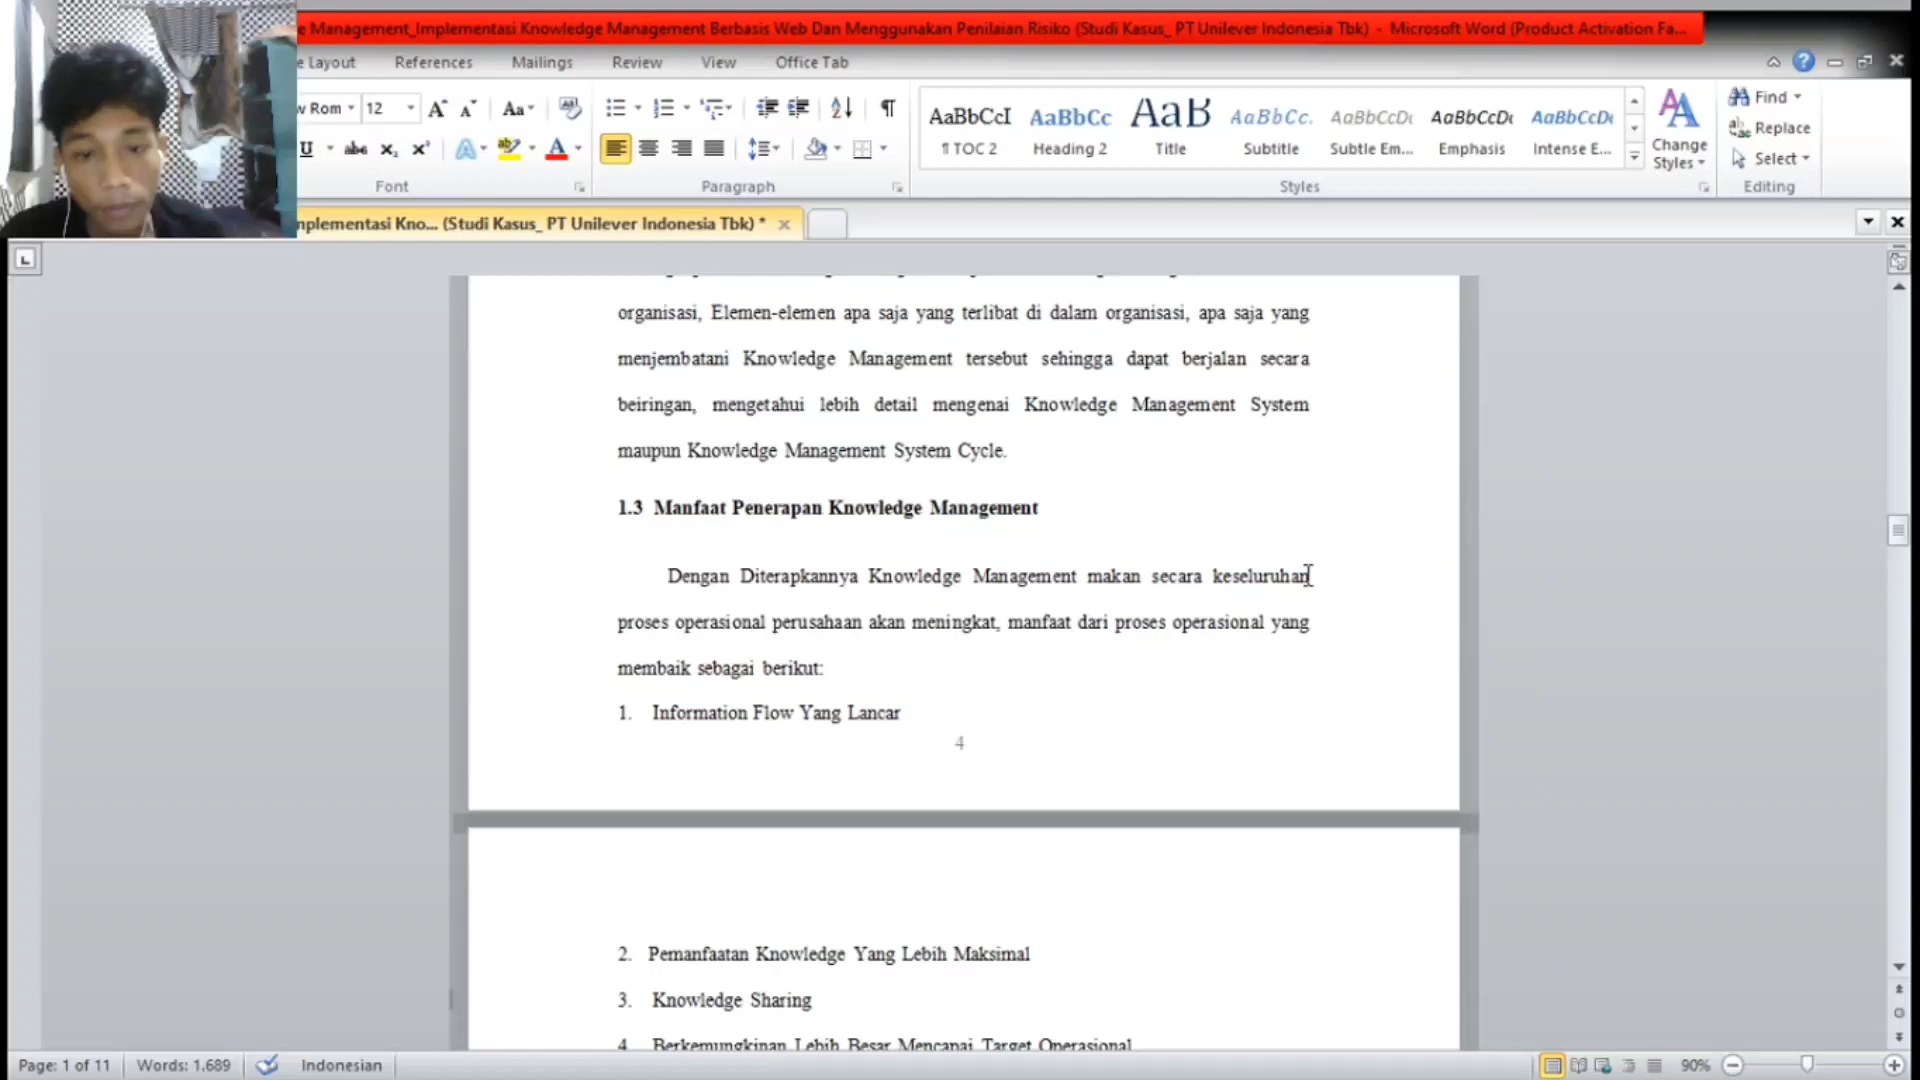 e Management_Implementasi Knowledge Management Berbasis Web Dan Menggunakan Penilaian Risiko (Studi Kasus_ PT Unilever Indonesia Tbk) - Microsoft Word (Product Activation Fa...
e Layout References Mailings Review View Office Tab
w Rom 12 Aa
AaBbCcI AaBbCc AaB AaBbCc. AaBbCcDc AaBbCcDc AaBbCcDc
¶ TOC 2 Heading 2 Title Subtitle Subtle Em... Emphasis Intense E...
Change Styles
Find
Replace
Select
Font Paragraph Styles Editing
nplementasi Kno... (Studi Kasus_ PT Unilever Indonesia Tbk) *
organisasi, Elemen-elemen apa saja yang terlibat di dalam organisasi, apa saja yang
menjembatani Knowledge Management tersebut sehingga dapat berjalan secara
beiringan, mengetahui lebih detail mengenai Knowledge Management System
maupun Knowledge Management System Cycle.
1.3 Manfaat Penerapan Knowledge Management
Dengan Diterapkannya Knowledge Management makan secara keseluruhan
proses operasional perusahaan akan meningkat, manfaat dari proses operasional yang
membaik sebagai berikut:
1. Information Flow Yang Lancar
4
2. Pemanfaatan Knowledge Yang Lebih Maksimal
3. Knowledge Sharing
4. Berkemungkinan Lebih Besar Mencapai Target Operasional
Page: 1 of 11 Words: 1.689 Indonesian 90%